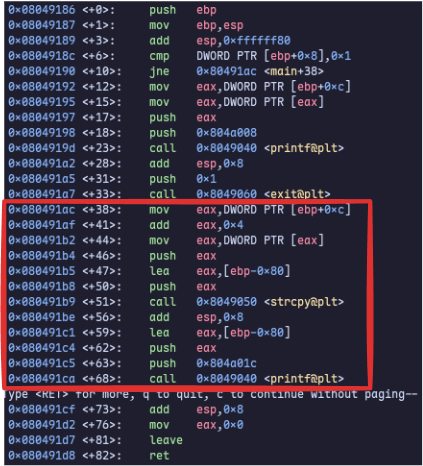 0x08049186 <+0>: push ebp
0x08049187 <+1>: mov ebp,esp
0x08049189 <+3>: add esp,0xffffff80
0x0804918c <+6>: cmp DWORD PTR [ebp+0x8],0x1
0x08049190 <+10>: jne 0x80491ac <main+38>
0x08049192 <+12>: mov eax,DWORD PTR [ebp+0xc]
0x08049195 <+15>: mov eax,DWORD PTR [eax]
0x08049197 <+17>: push eax
0x08049198 <+18>: push 0x804a008
0x0804919d <+23>: call 0x8049040 <printf@plt>
0x080491a2 <+28>: add esp,0x8
0x080491a5 <+31>: push 0x1
0x080491a7 <+33>: call 0x8049060 <exit@plt>
0x080491ac <+38>: mov eax,DWORD PTR [ebp+0xc]
0x080491af <+41>: add eax,0x4
0x080491b2 <+44>: mov eax,DWORD PTR [eax]
0x080491b4 <+46>: push eax
0x080491b5 <+47>: lea eax,[ebp-0x80]
0x080491b8 <+50>: push eax
0x080491b9 <+51>: call 0x8049050 <strcpy@plt>
0x080491be <+56>: add esp,0x8
0x080491c1 <+59>: lea eax,[ebp-0x80]
0x080491c4 <+62>: push eax
0x080491c5 <+63>: push 0x804a01c
0x080491ca <+68>: call 0x8049040 <printf@plt>
Type <RET> for more, q to quit, c to continue without paging--
0x080491cf <+73>: add esp,0x8
0x080491d2 <+76>: mov eax,0x0
0x080491d7 <+81>: leave
0x080491d8 <+82>: ret